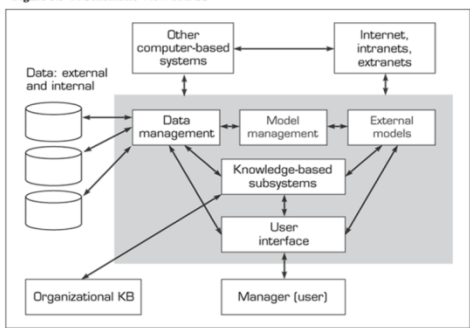 Other
computer-based
systems
Internet,
intranets,
extranets
Data: external
and internal
Data
management
Model
management
External
models
Knowledge-based
subsystems
User
interface
Organizational KB
Manager (user)